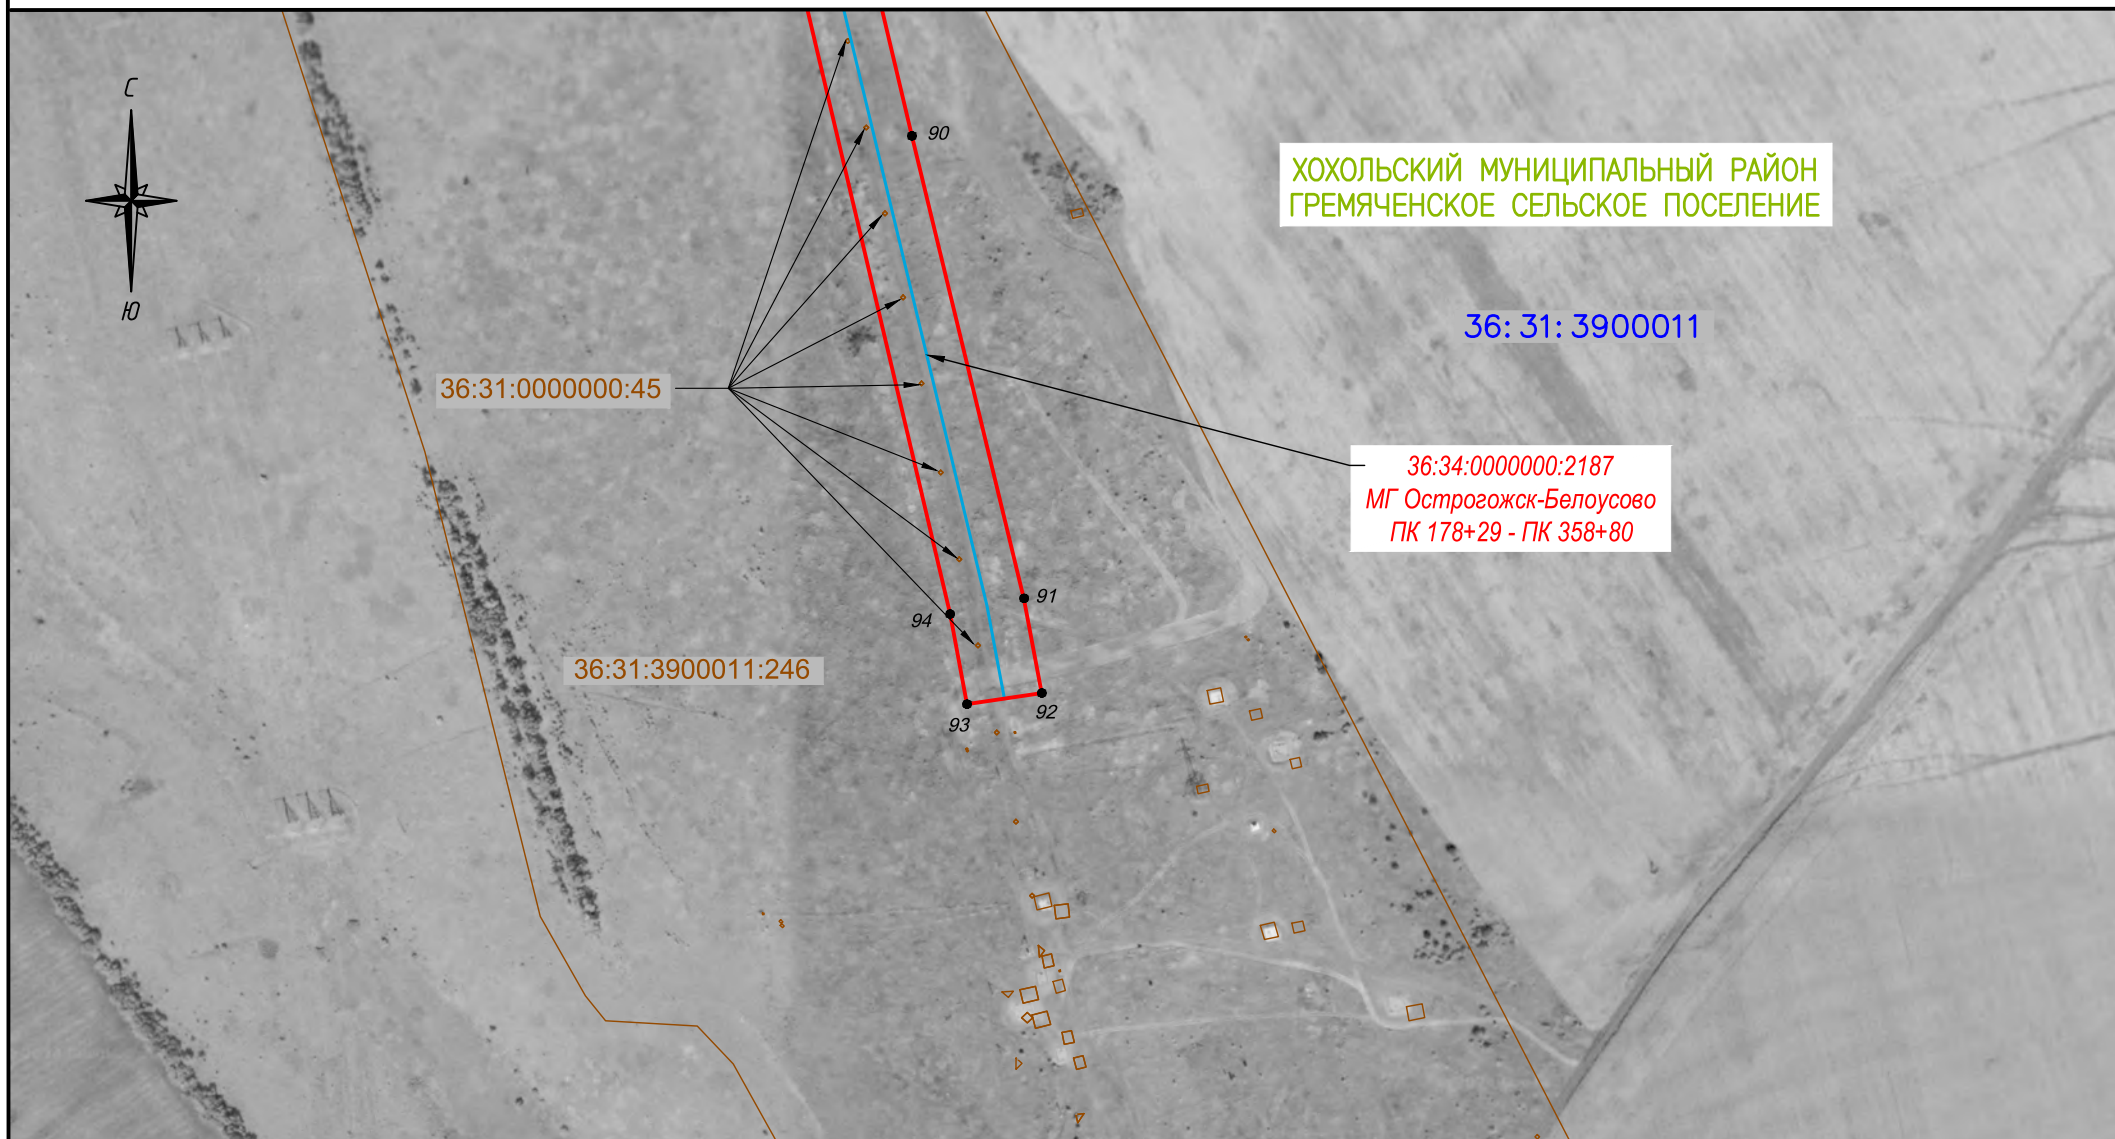 С
Ю
90
ХОХОЛЬСКИЙ МУНИЦИПАЛЬНЫЙ РАЙОН
ГРЕМЯЧЕНСКОЕ СЕЛЬСКОЕ ПОСЕЛЕНИЕ
36:31:3900011
36:31:0000000:45
36:34:0000000:2187
МГ Острогожск-Белоусово
ПК 178+29 - ПК 358+80
91
94
36:31:3900011:246
93
92